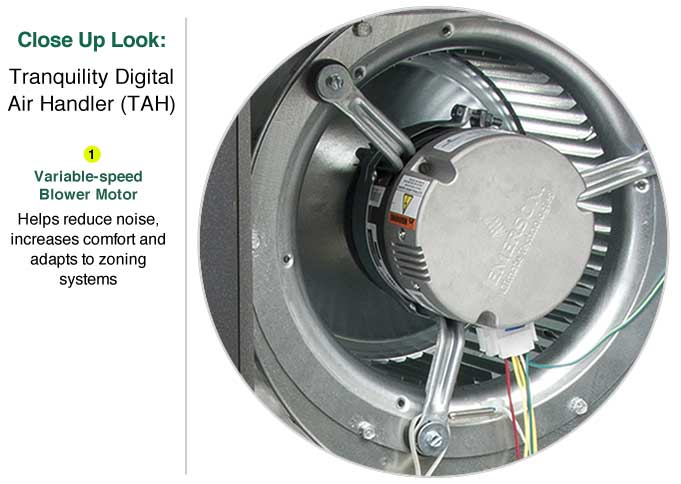 Close Up Look:
Tranquility Digital
Air Handler (TAH)
1
Variable-speed
Blower Motor
Helps reduce noise,
increases comfort and
adapts to zoning
systems
EMERSON